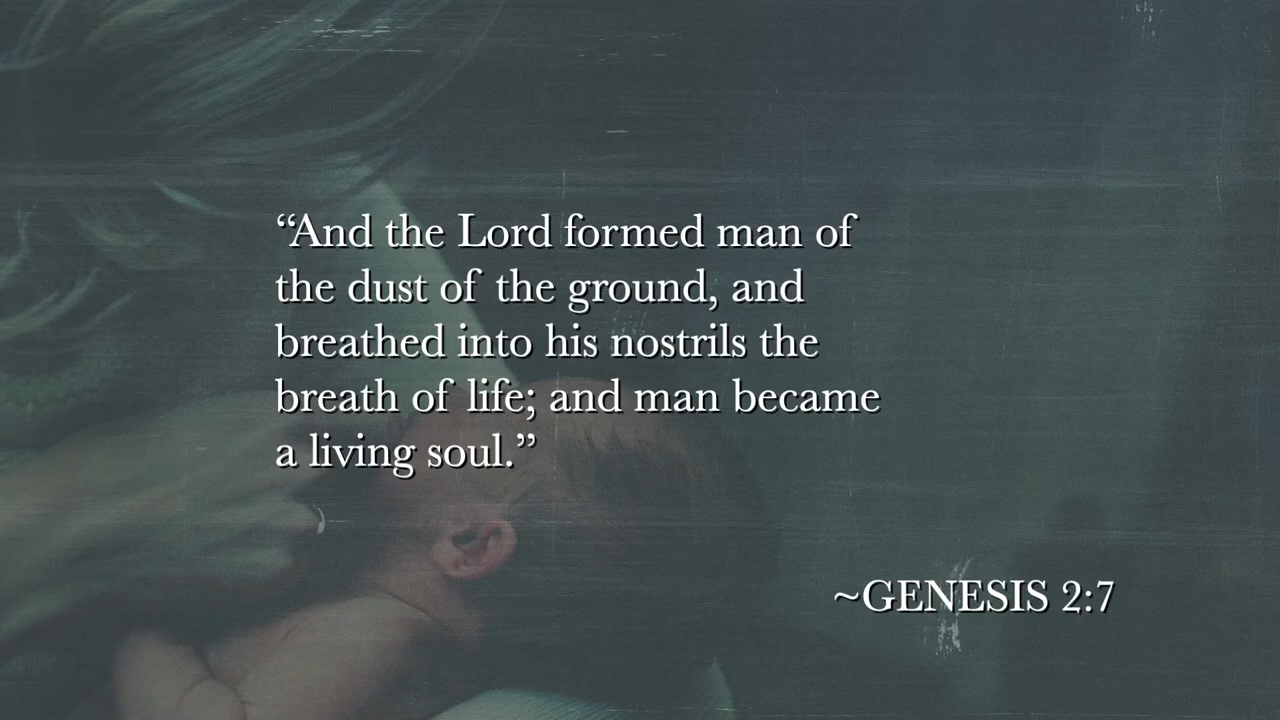 “And the Lord formed man of
the dust of the ground, and
breathed into his nostrils the
breath of life; and man became
a living soul.”
~GENESIS 2:7